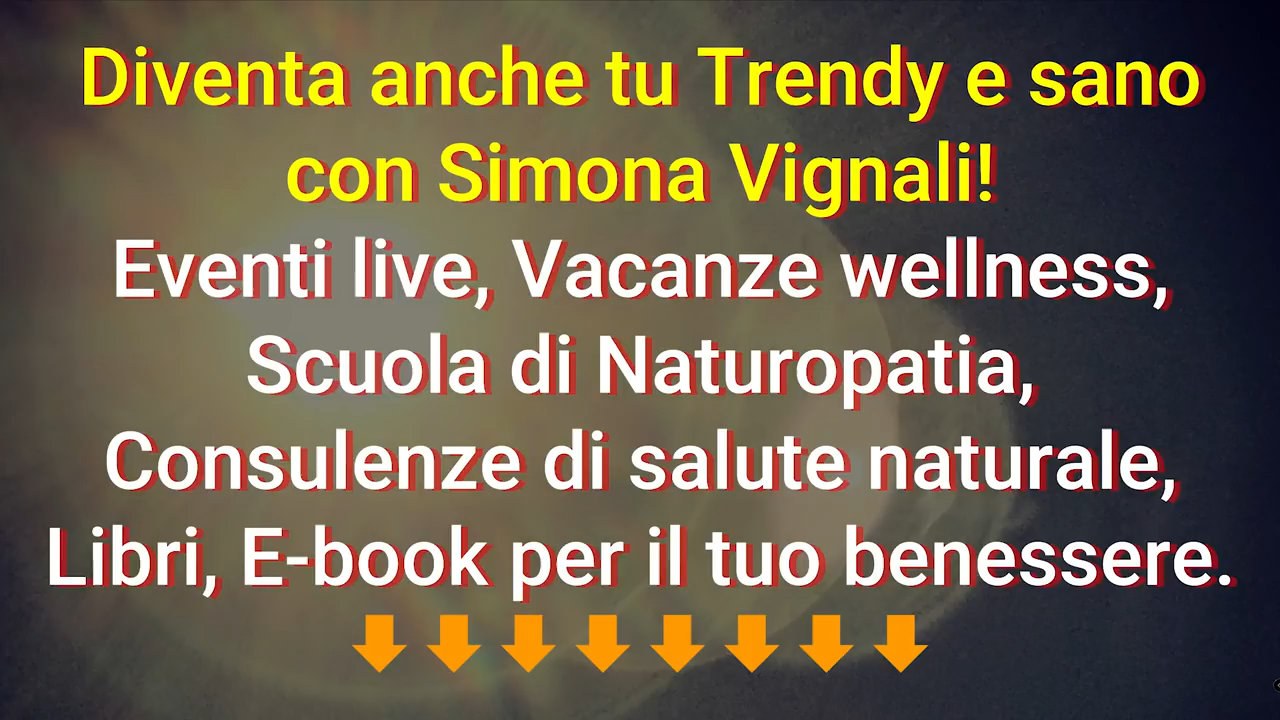 Diventa anche tu Trendy e sano
con Simona Vignali!
Eventi live, Vacanze wellness,
Scuola di Naturopatia,
Consulenze di salute naturale,
Libri, E-book per il tuo benessere.